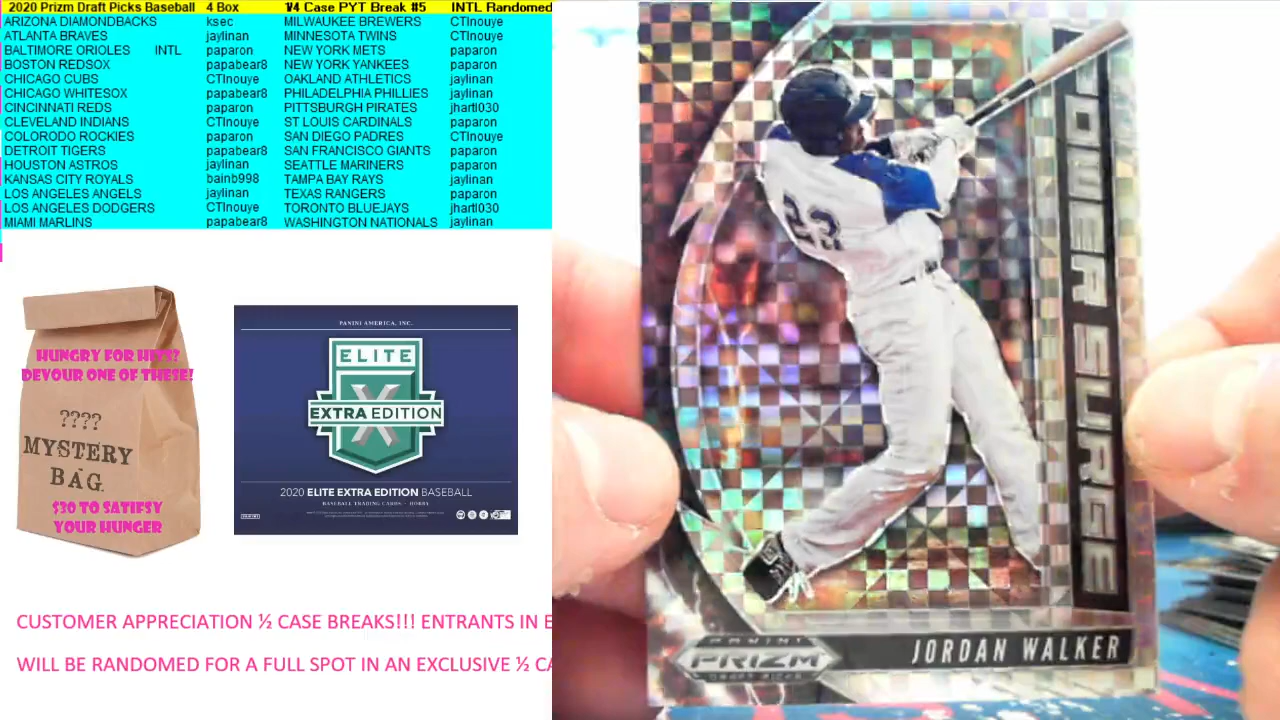 2020 Prizm Draft Picks Baseball 4 Box 1/4 Case PYT Break #5 INTL Randomed
ARIZONA DIAMONDBACKS ksec MILWAUKEE BREWERS CTInouye
ATLANTA BRAVES jaylinan MINNESOTA TWINS CTInouye
BALTIMORE ORIOLES INTL paparon NEW YORK METS paparon
BOSTON REDSOX papabear8 NEW YORK YANKEES paparon
CHICAGO CUBS CTInouye OAKLAND ATHLETICS jaylinan
CHICAGO WHITESOX papabear8 PHILADELPHIA PHILLIES jaylinan
CINCINNATI REDS paparon PITTSBURGH PIRATES jhartl030
CLEVELAND INDIANS CTInouye ST LOUIS CARDINALS paparon
COLORODO ROCKIES paparon SAN DIEGO PADRES CTInouye
DETROIT TIGERS papabear8 SAN FRANCISCO GIANTS paparon
HOUSTON ASTROS jaylinan SEATTLE MARINERS paparon
KANSAS CITY ROYALS bainb998 TAMPA BAY RAYS jaylinan
LOS ANGELES ANGELS jaylinan TEXAS RANGERS paparon
LOS ANGELES DODGERS CTInouye TORONTO BLUEJAYS jhartl030
MIAMI MARLINS papabear8 WASHINGTON NATIONALS jaylinan
HUNGRY FOR HITS?
DEVOUR ONE OF THESE!
????
MYSTERY
BAG.
$30 TO SATIFSY
YOUR HUNGER
PANINI AMERICA, INC.
ELITE
X
EXTRA EDITION
2020 ELITE EXTRA EDITION BASEBALL
BASEBALL TRADING CARDS - HOBBY
PANINI
CUSTOMER APPRECIATION ½ CASE BREAKS!!! ENTRANTS IN
WILL BE RANDOMED FOR A FULL SPOT IN AN EXCLUSIVE ½
23
POWER SURGE
PANINI
PRIZM
DRAFT PICKS
JORDAN WALKER